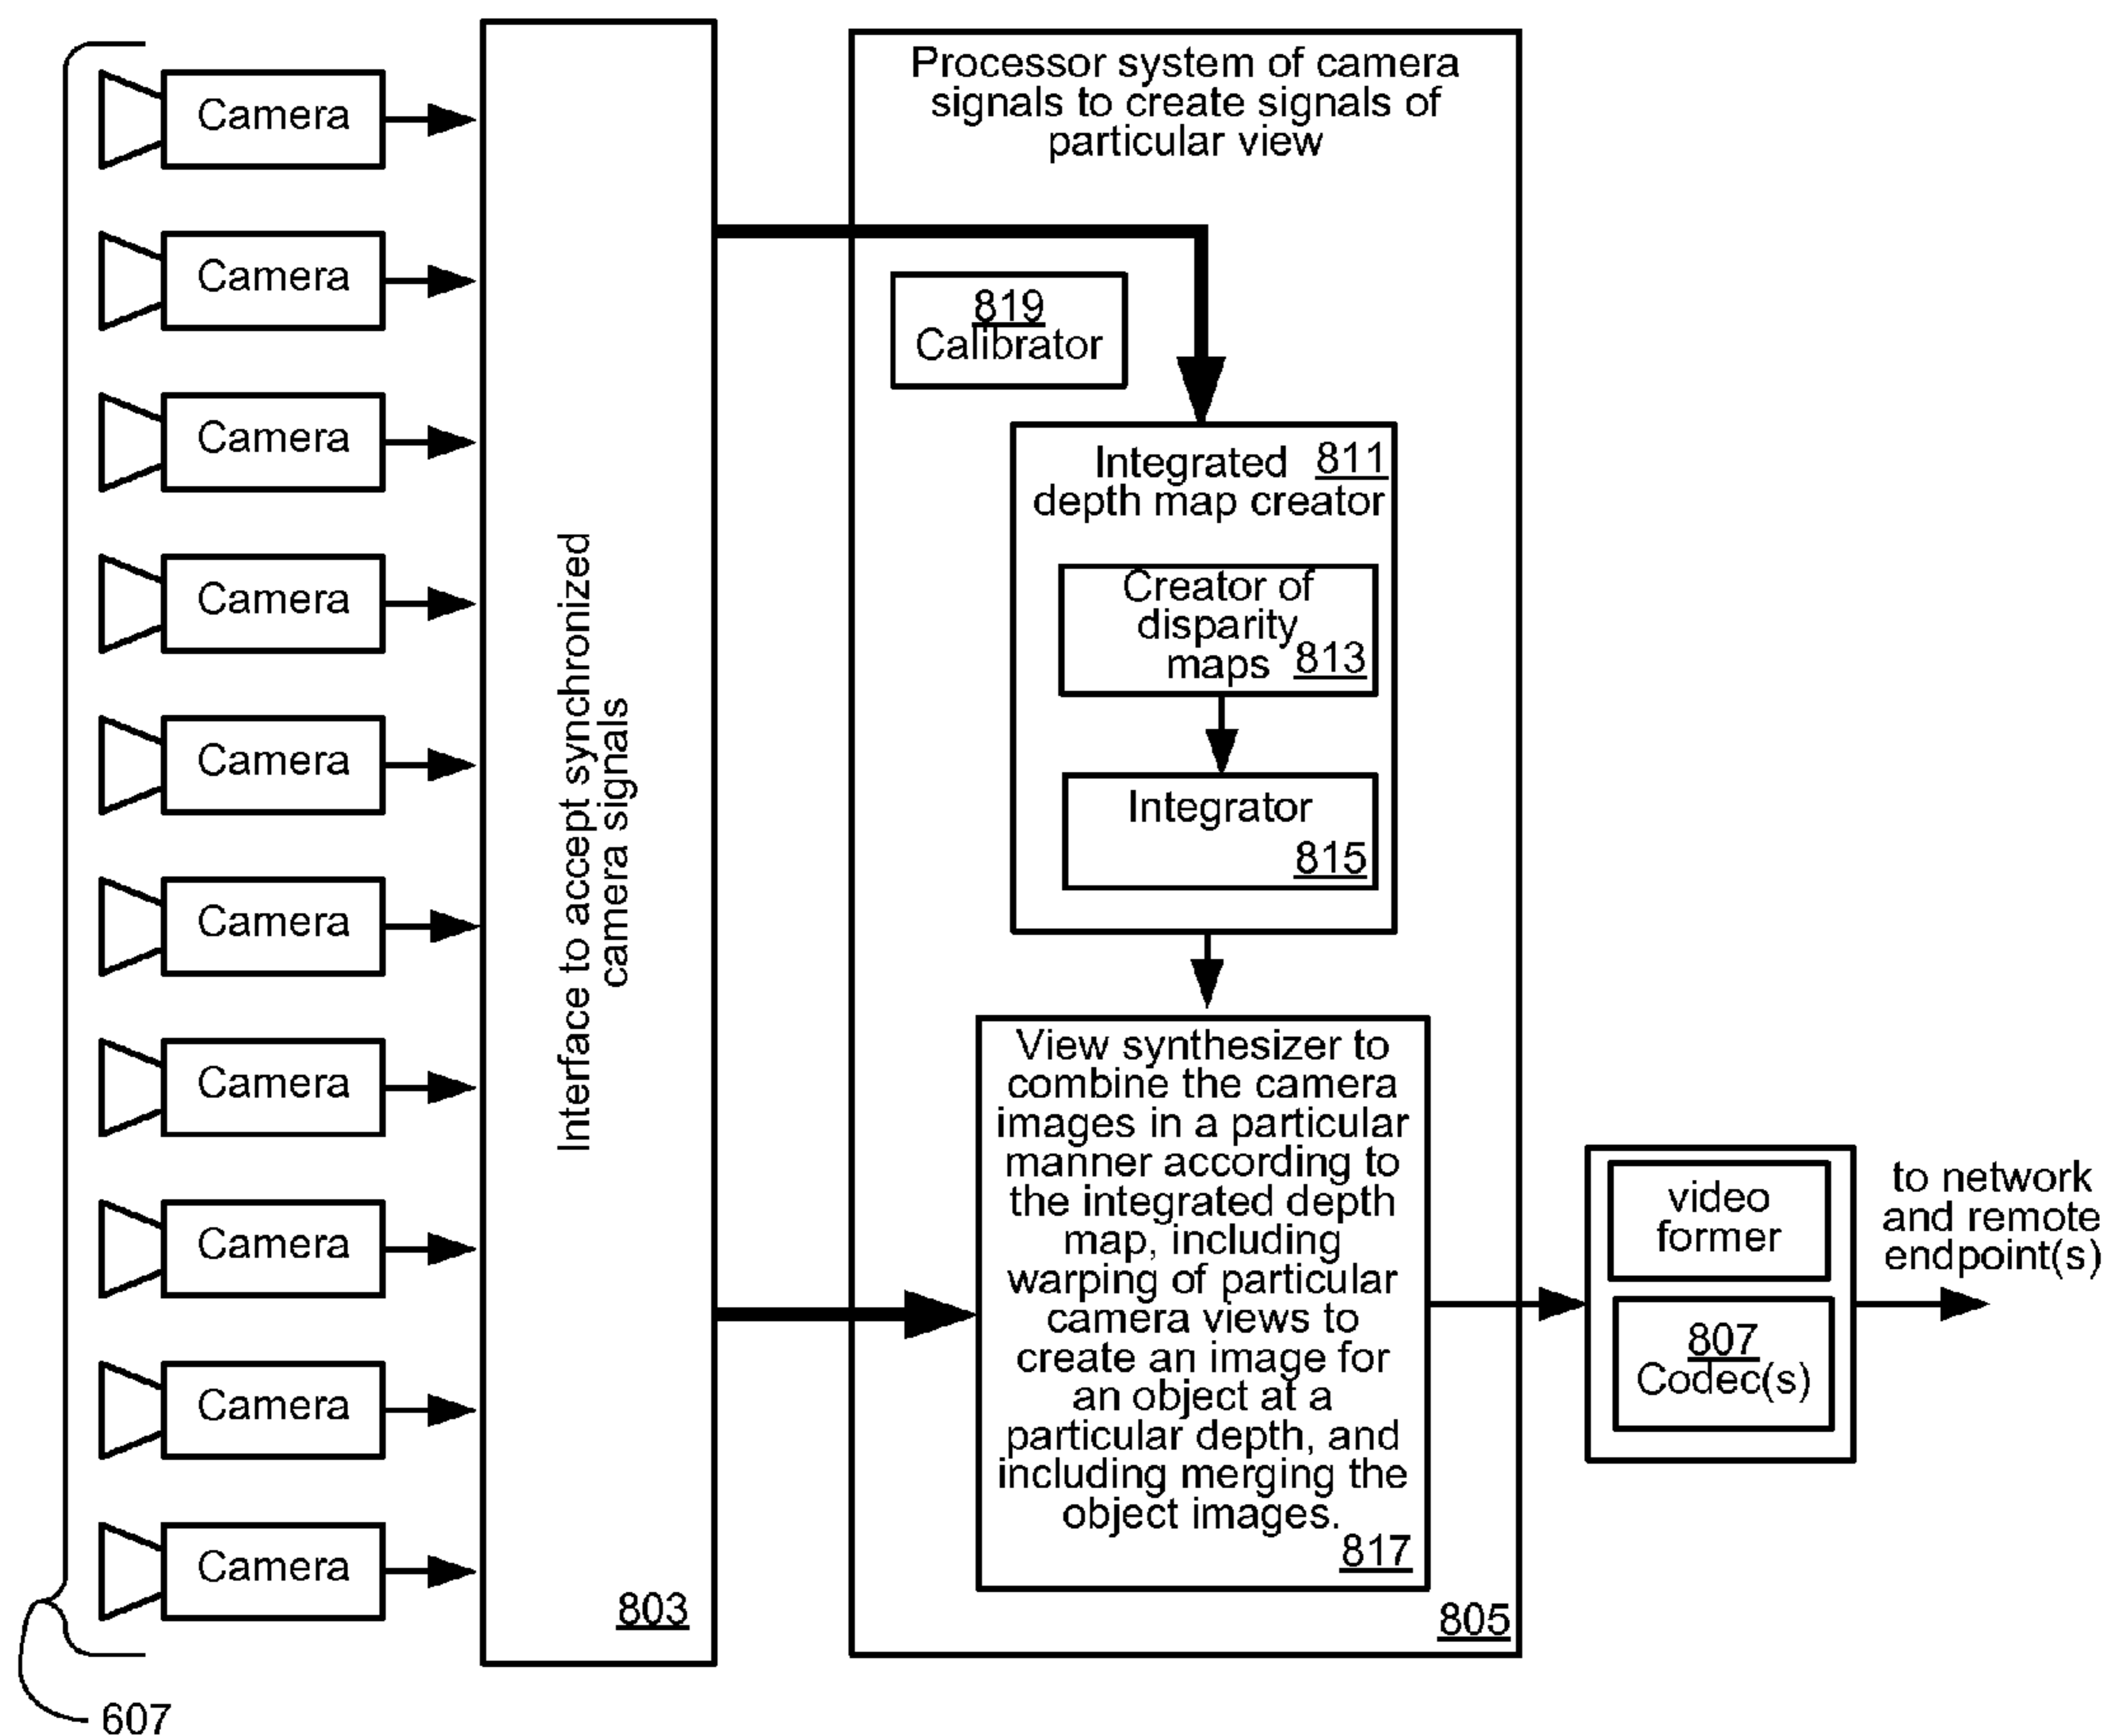 Camera
Camera
Camera
Camera
Camera
Camera
Camera
Camera
Camera
Camera
607
Interface to accept synchronized
camera signals
803
Processor system of camera
signals to create signals of
particular view
819
Calibrator
Integrated 811
depth map creator
Creator of
disparity
maps 813
Integrator
815
View synthesizer to
combine the camera
images in a particular
manner according to
the integrated depth
map, including
warping of particular
camera views to
create an image for
an object at a
particular depth, and
including merging the
object images.
817
805
video
former
807
Codec(s)
to network
and remote
endpoint(s)